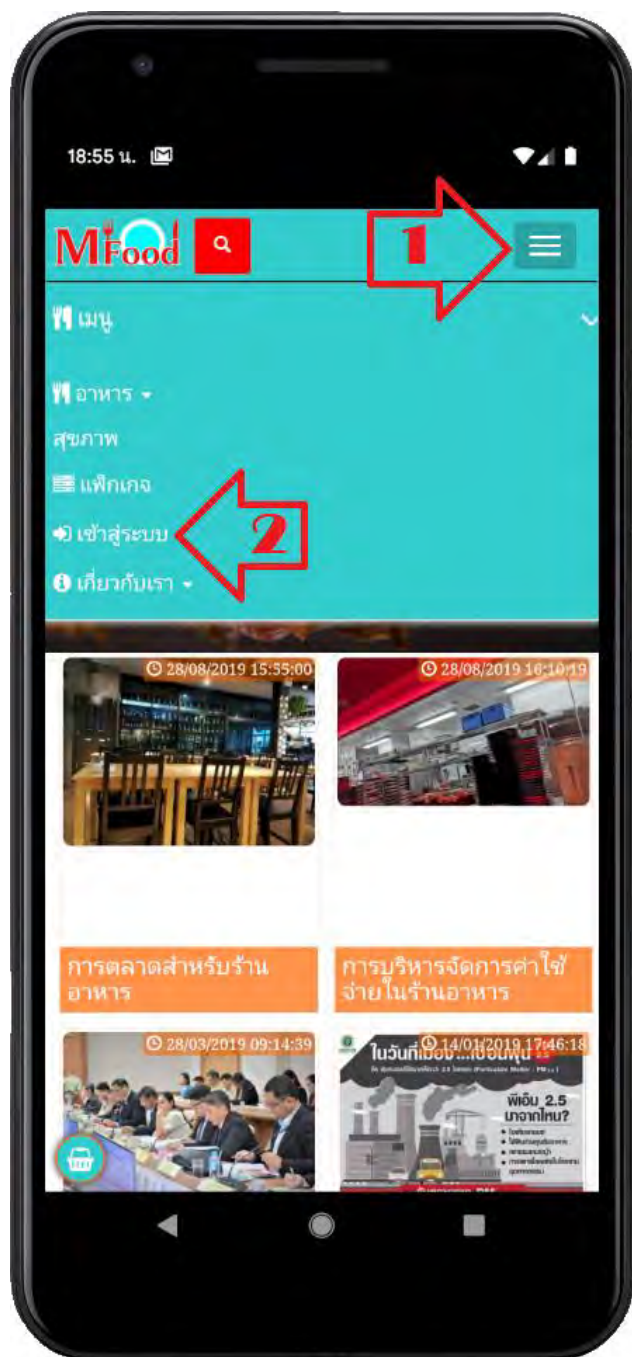 18:55 น.
MFood
1
เมนู
อาหาร
สุขภาพ
แพ็กเกจ
2
เข้าสู่ระบบ
เกี่ยวกับเรา
28/08/2019 15:55:00
28/08/2019 16:10:19
การตลาดสำหรับร้าน
อาหาร
การบริหารจัดการค่าใช้
จ่ายในร้านอาหาร
28/03/2019 09:14:39
14/01/2019 17:46:18
พีเอ็ม 2.5
มาจากไหน?